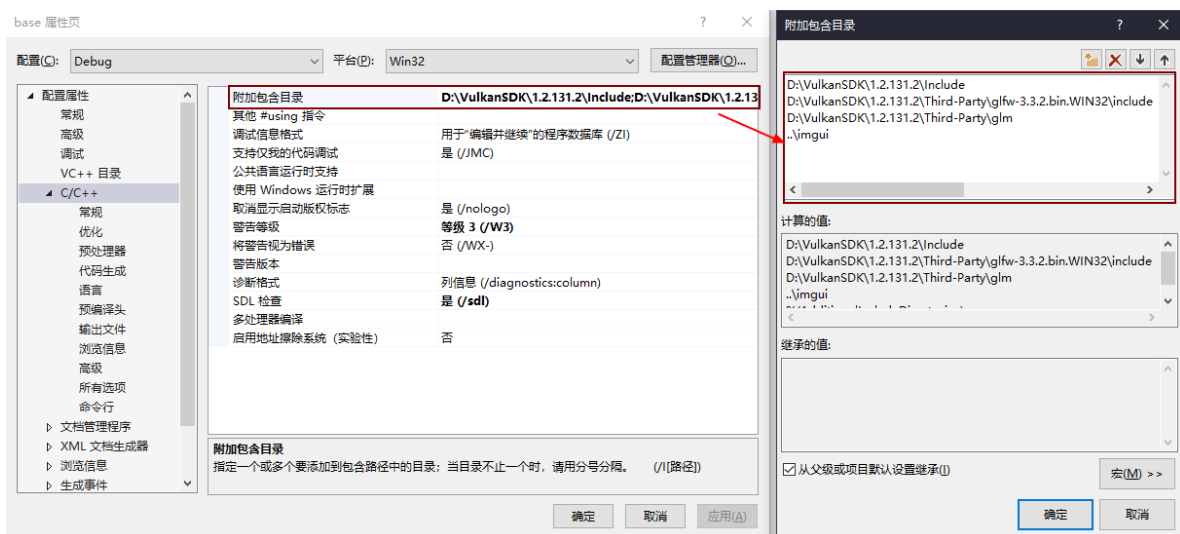 base 属性页
配置(C):
Debug
平台(P):
Win32
配置管理器(O)...
配置属性
常规
高级
调试
VC++ 目录
C/C++
常规
优化
预处理器
代码生成
语言
预编译头
输出文件
浏览信息
高级
所有选项
命令行
文档管理程序
XML 文档生成器
浏览信息
生成事件
附加包含目录 D:\VulkanSDK\1.2.131.2\Include;D:\VulkanSDK\1.2.13
其他 #using 指令
调试信息格式 用于“编辑并继续”的程序数据库 (/ZI)
支持仅我的代码调试 是 (/JMC)
公共语言运行时支持
使用 Windows 运行时扩展
取消显示启动版权标志 是 (/nologo)
警告等级 等级 3 (/W3)
将警告视为错误 否 (/WX-)
警告版本
诊断格式 列信息 (/diagnostics:column)
SDL 检查 是 (/sdl)
多处理器编译
启用地址擦除系统 (实验性) 否
附加包含目录
指定一个或多个要添加到包含路径中的目录；当目录不止一个时，请用分号分隔。 (/I[路径])
确定
取消
应用(A)
附加包含目录
D:\VulkanSDK\1.2.131.2\Include
D:\VulkanSDK\1.2.131.2\Third-Party\glfw-3.3.2.bin.WIN32\include
D:\VulkanSDK\1.2.131.2\Third-Party\glm
..\imgui
计算的值:
D:\VulkanSDK\1.2.131.2\Include
D:\VulkanSDK\1.2.131.2\Third-Party\glfw-3.3.2.bin.WIN32\include
D:\VulkanSDK\1.2.131.2\Third-Party\glm
..\imgui
继承的值:
从父级或项目默认设置继承(I)
宏(M) >>
确定
取消